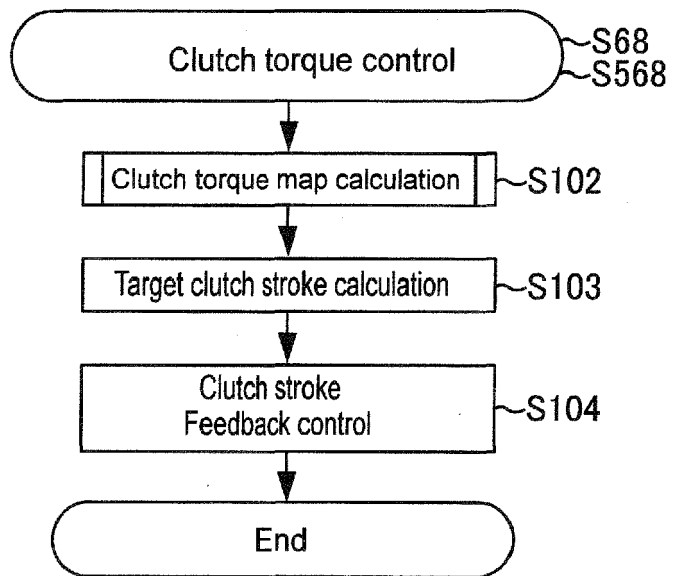 Clutch torque control
S68
S568
Clutch torque map calculation
S102
Target clutch stroke calculation
S103
Clutch stroke
Feedback control
S104
End